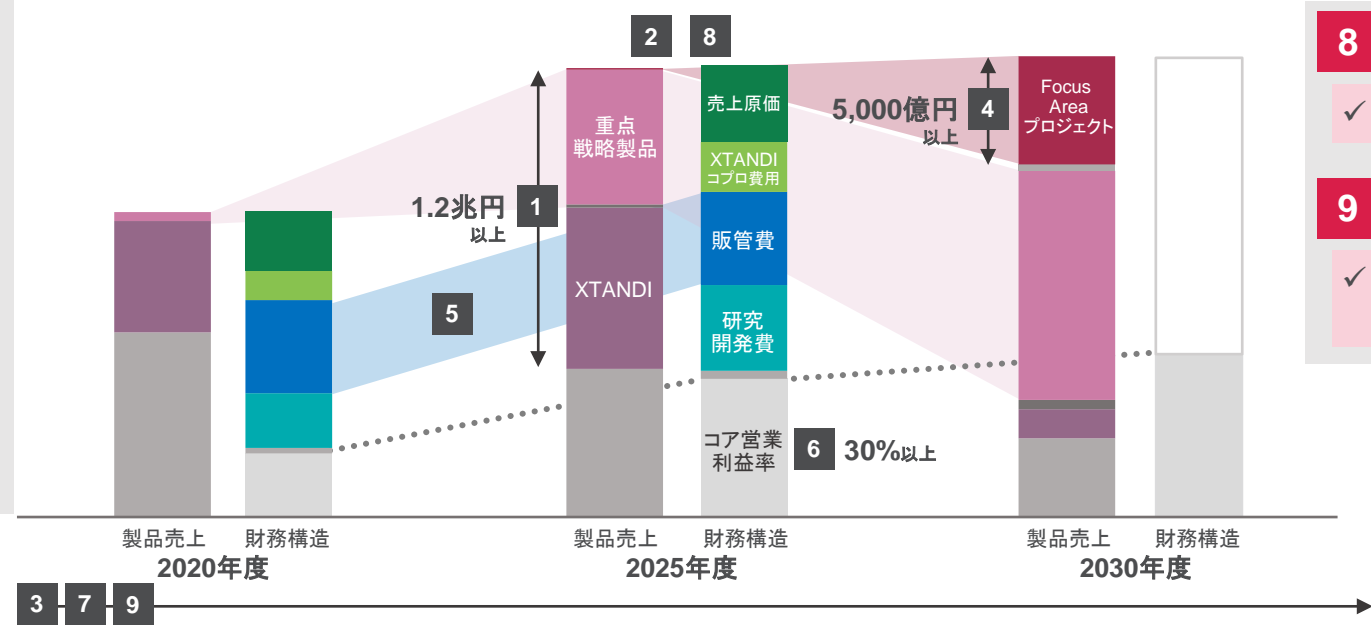 2
8
8
9
✓
✓
5,000億円
以上
4
Focus
Area
プロジェクト
売上原価
重点
戦略製品
XTANDI
コプロ費用
1.2兆円
以上
1
販管費
XTANDI
5
研究
開発費
コア営業
利益率
6
30%以上
製品売上
財務構造
2020年度
製品売上
財務構造
2025年度
製品売上
財務構造
2030年度
3
7
9